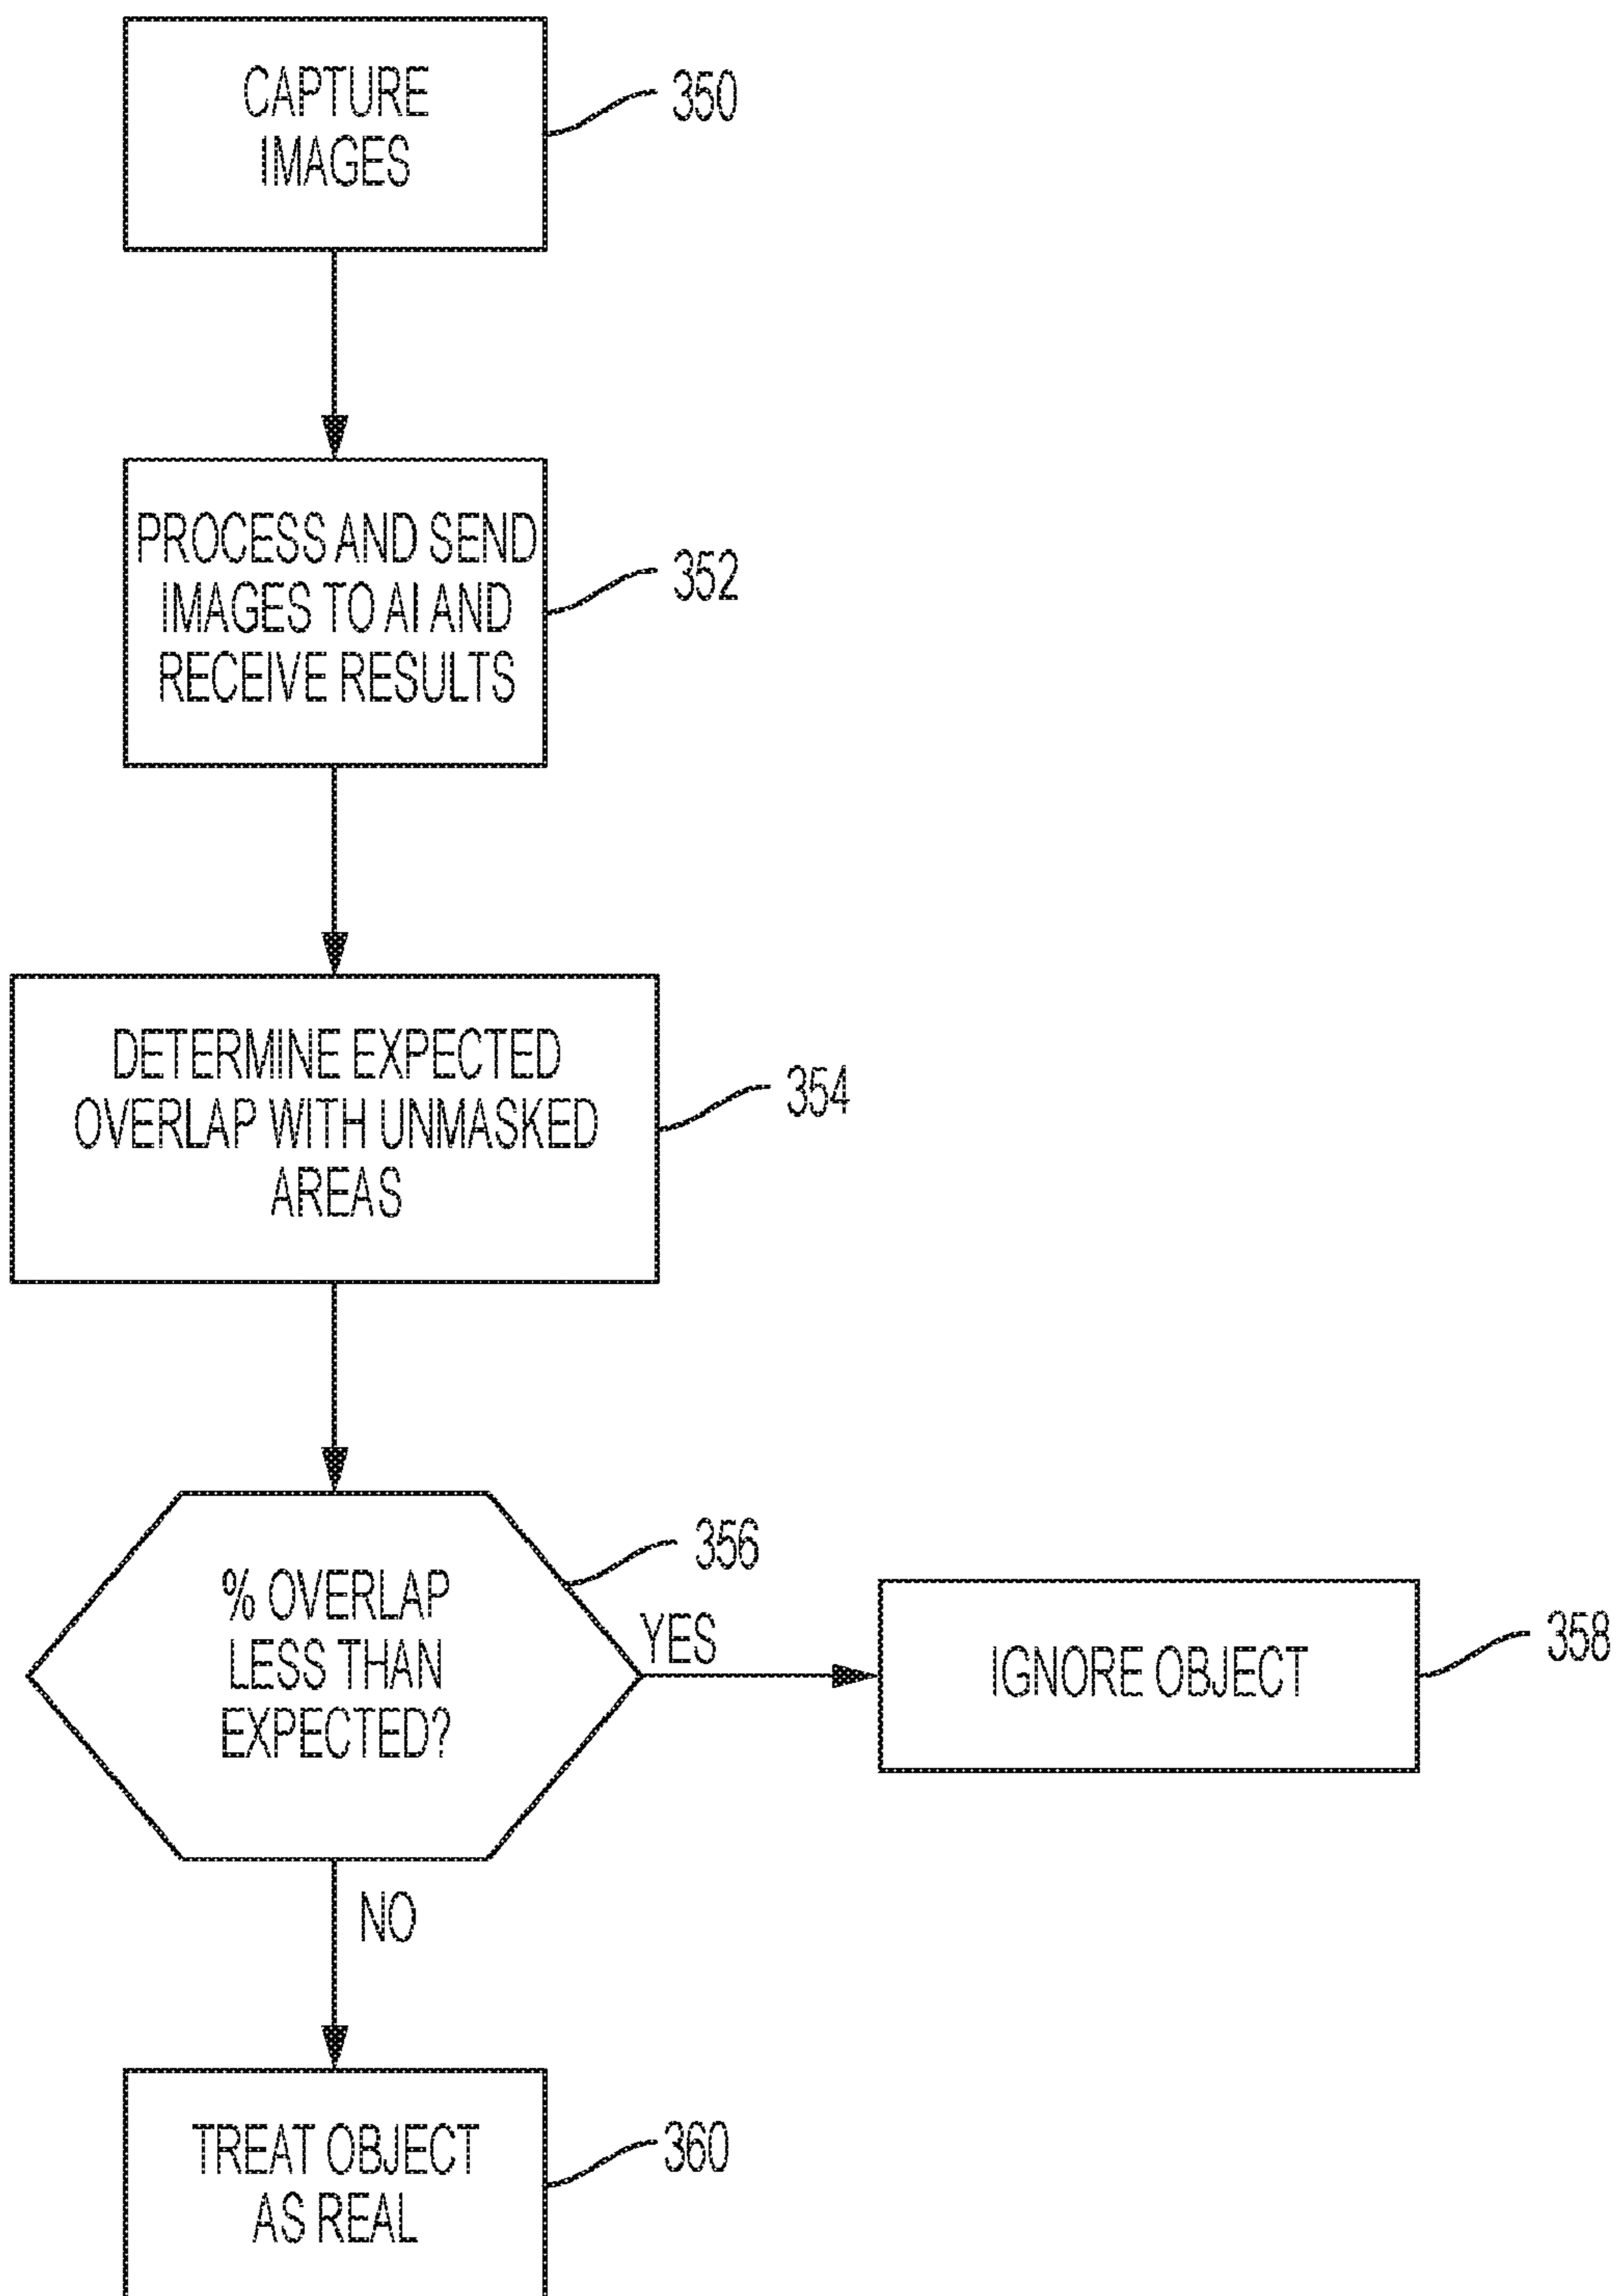 CAPTURE
IMAGES
350
PROCESS AND SEND
IMAGES TO AI AND
RECEIVE RESULTS
352
DETERMINE EXPECTED
OVERLAP WITH UNMASKED
AREAS
354
% OVERLAP
LESS THAN
EXPECTED?
356
YES
IGNORE OBJECT
358
NO
TREAT OBJECT
AS REAL
360